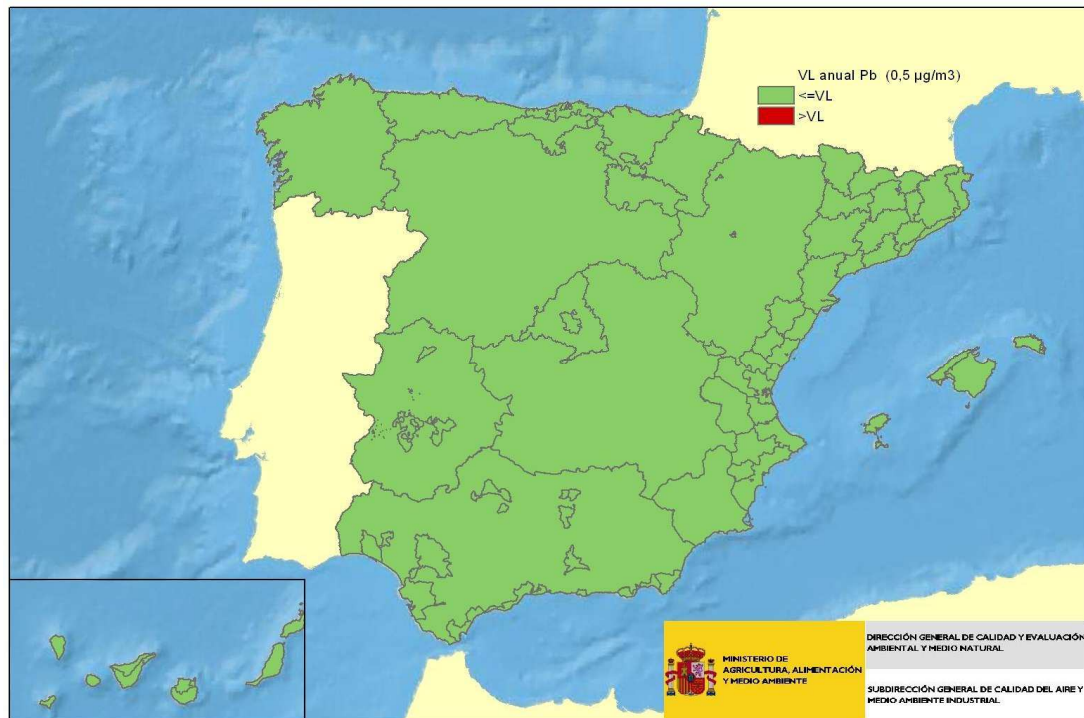 VL anual Pb (0,5 µg/m3)
<=VL
>VL
MINISTERIO DE
AGRICULTURA, ALIMENTACIÓN
Y MEDIO AMBIENTE
DIRECCIÓN GENERAL DE CALIDAD Y EVALUACIÓN
AMBIENTAL Y MEDIO NATURAL
SUBDIRECCIÓN GENERAL DE CALIDAD DEL AIRE Y
MEDIO AMBIENTE INDUSTRIAL